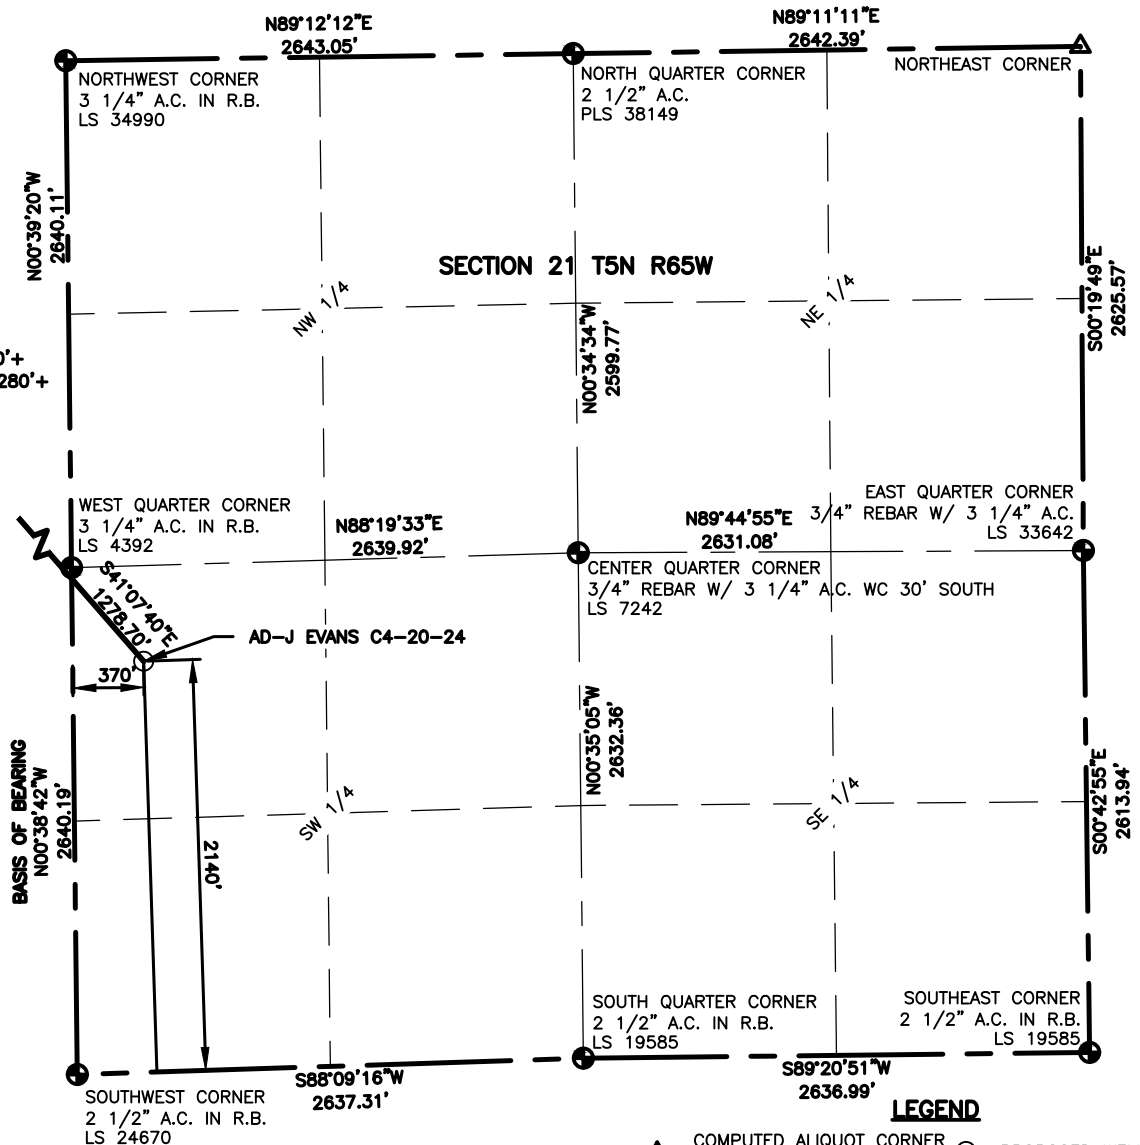 N89°12'12"E
2643.05'
N89°11'11"E
2642.39'
NORTHWEST CORNER
3 1/4" A.C. IN R.B.
LS 34990
NORTH QUARTER CORNER
2 1/2" A.C.
PLS 38149
NORTHEAST CORNER
N00°39'20"W
2640.11'
SECTION 21 T5N R65W
NW 1/4
NE 1/4
N00°34'34"W
2599.77'
S00°19'49"E
2625.57'
0'+
280'+
WEST QUARTER CORNER
3 1/4" A.C. IN R.B.
LS 4392
N88°19'33"E
2639.92'
N89°44'55"E
2631.08'
EAST QUARTER CORNER
3/4" REBAR W/ 3 1/4" A.C.
LS 33642
CENTER QUARTER CORNER
3/4" REBAR W/ 3 1/4" A.C. WC 30' SOUTH
LS 7242
S41°07'40"E
1278.70'
AD-J EVANS C4-20-24
370'
BASIS OF BEARING
N00°38'42"W
2640.19'
2140'
SW 1/4
N00°35'05"W
2632.36'
SE 1/4
S00°42'55"E
2613.94'
SOUTH QUARTER CORNER
2 1/2" A.C. IN R.B.
LS 19585
SOUTHEAST CORNER
2 1/2" A.C. IN R.B.
LS 19585
SOUTHWEST CORNER
2 1/2" A.C. IN R.B.
LS 24670
S88°09'16"W
2637.31'
S89°20'51"W
2636.99'
LEGEND
COMPUTED ALIQUOT CORNER